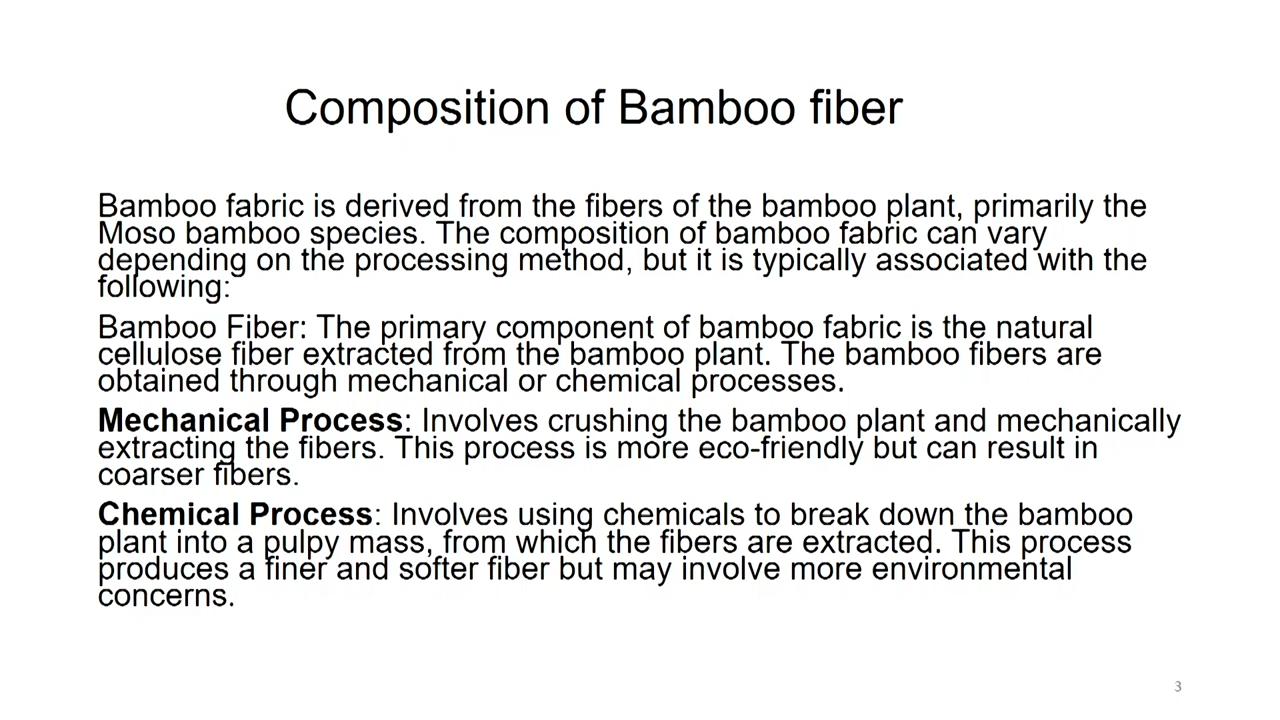 Composition of Bamboo fiber
Bamboo fabric is derived from the fibers of the bamboo plant, primarily the
Moso bamboo species. The composition of bamboo fabric can vary
depending on the processing method, but it is typically associated with the
following:
Bamboo Fiber: The primary component of bamboo fabric is the natural
cellulose fiber extracted from the bamboo plant. The bamboo fibers are
obtained through mechanical or chemical processes.
Mechanical Process: Involves crushing the bamboo plant and mechanically
extracting the fibers. This process is more eco-friendly but can result in
coarser fibers.
Chemical Process: Involves using chemicals to break down the bamboo
plant into a pulpy mass, from which the fibers are extracted. This process
produces a finer and softer fiber but may involve more environmental
concerns.
3